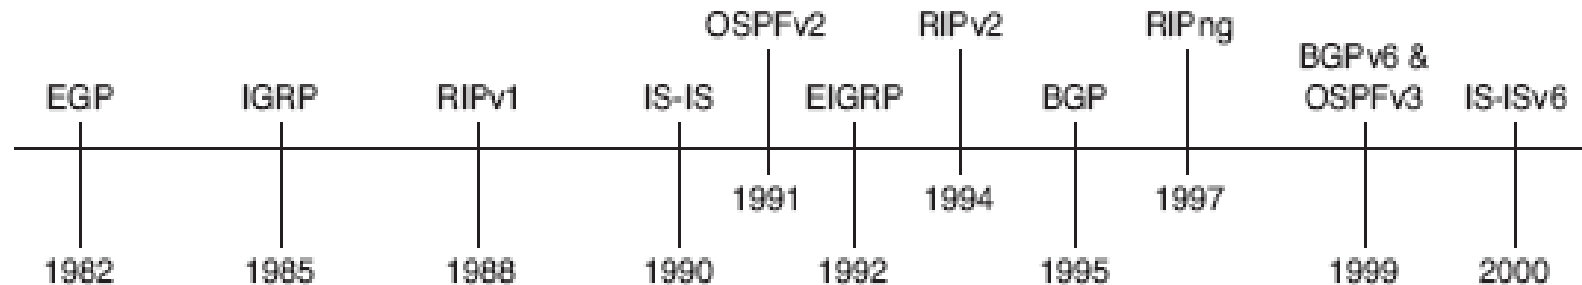 OSPFv2 RIPv2 RIPng
BGPv6 &
EGP IGRP RIPv1 IS-IS EIGRP BGP OSPFv3 IS-ISv6
1991 1994 1997
1982 1985 1988 1990 1992 1995 1999 2000